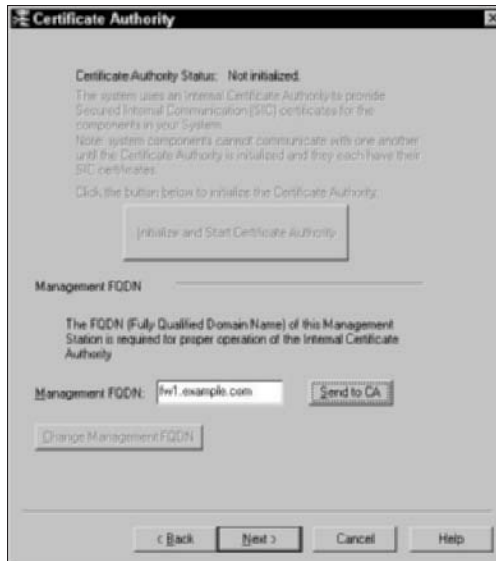 Certificate Authority
Certificate Authority Status: Not initialized.
The system uses an Internal Certificate Authority to provide
Secured Internal Communication (SIC) certificates for the
components in your System.
Note: system components cannot communicate with one another
until the Certificate Authority is initialized and they each have their
SIC certificates.
Click the button below to initialize the Certificate Authority.
Initialize and Start Certificate Authority
Management FQDN
The FQDN (Fully Qualified Domain Name) of this Management
Station is required for proper operation of the Internal Certificate
Authority
Management FQDN: fw1.example.com Send to CA
Change Management FQDN
< Back Next > Cancel Help